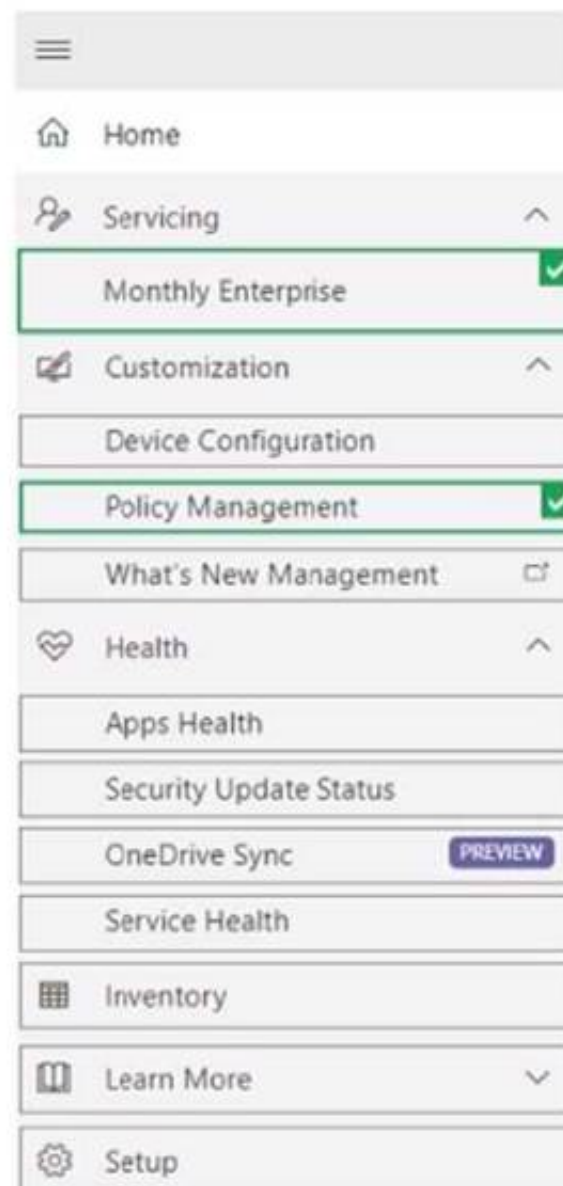 Home
Servicing
Monthly Enterprise
Customization
Device Configuration
Policy Management
What's New Management
Health
Apps Health
Security Update Status
OneDrive Sync PREVIEW
Service Health
Inventory
Learn More
Setup